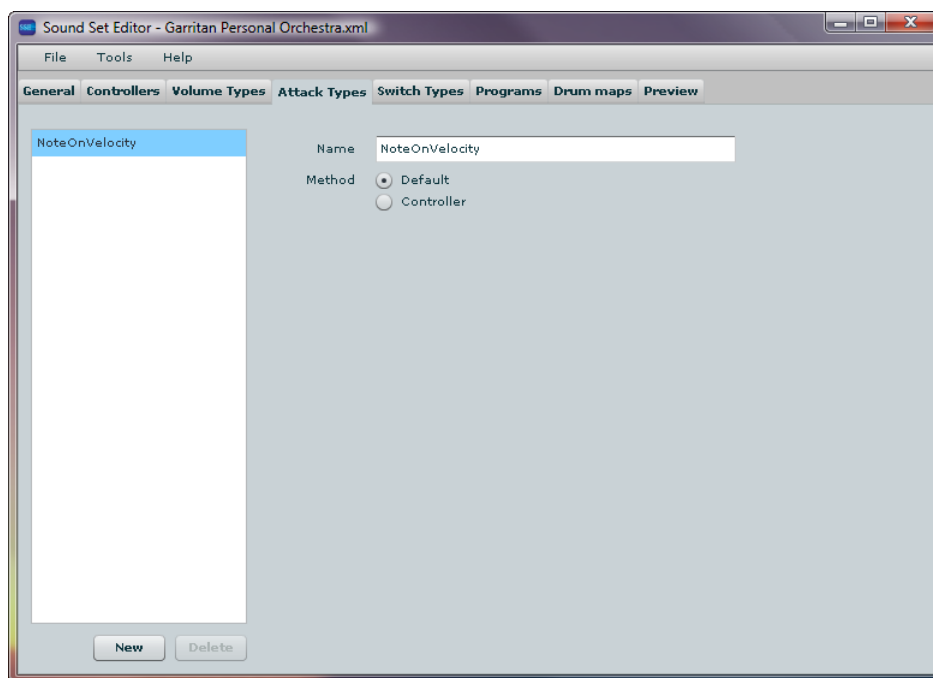 Sound Set Editor - Garritan Personal Orchestra.xml
File Tools Help
General Controllers Volume Types Attack Types Switch Types Programs Drum maps Preview
NoteOnVelocity
Name NoteOnVelocity
Method Default
Controller
New Delete